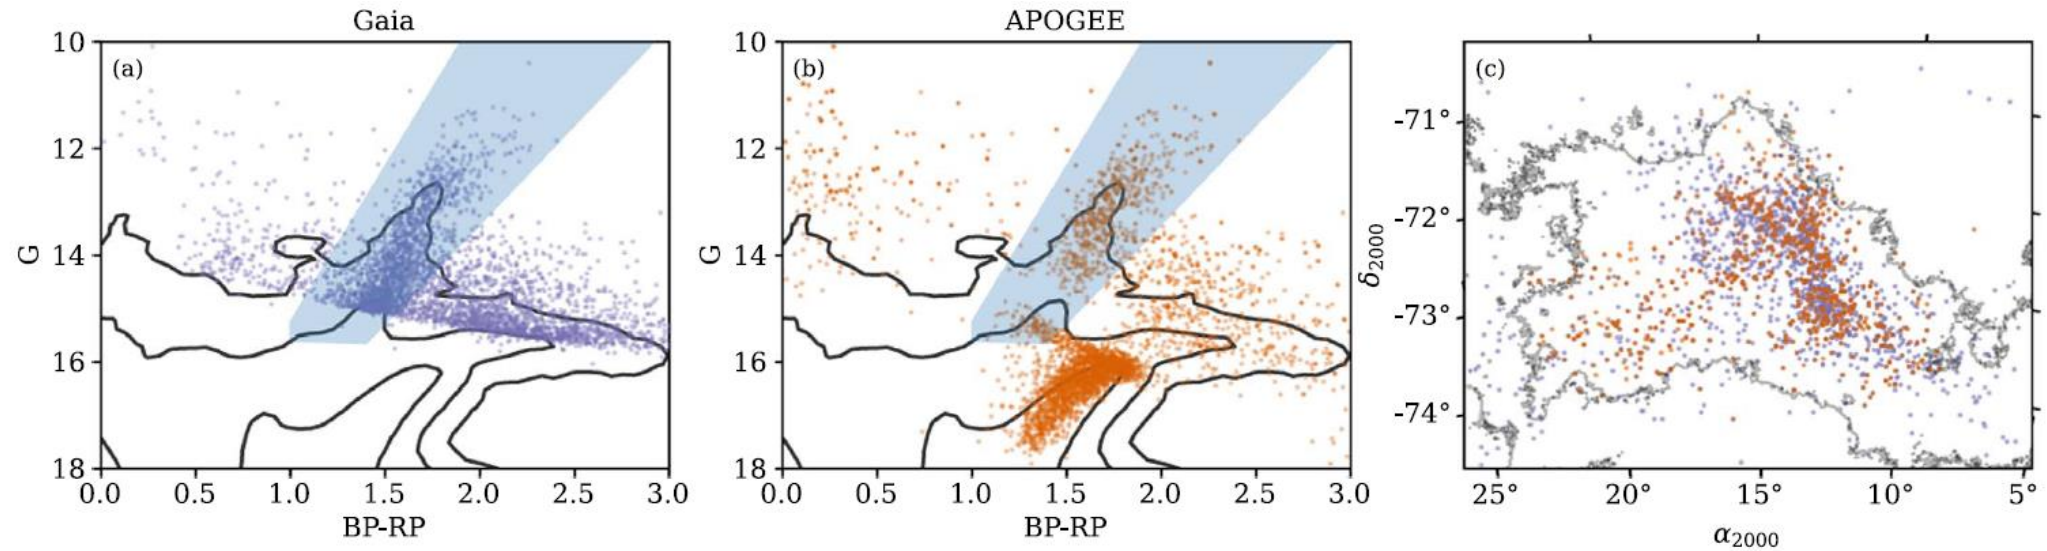 Gaia
(a)
10
12
14
16
18
G
0.0 0.5 1.0 1.5 2.0 2.5 3.0
BP-RP
APOGEE
(b)
10
12
14
16
18
G
0.0 0.5 1.0 1.5 2.0 2.5 3.0
BP-RP
(c)
-71°
-72°
-73°
-74°
δ2000
25° 20° 15° 10° 5°
α2000